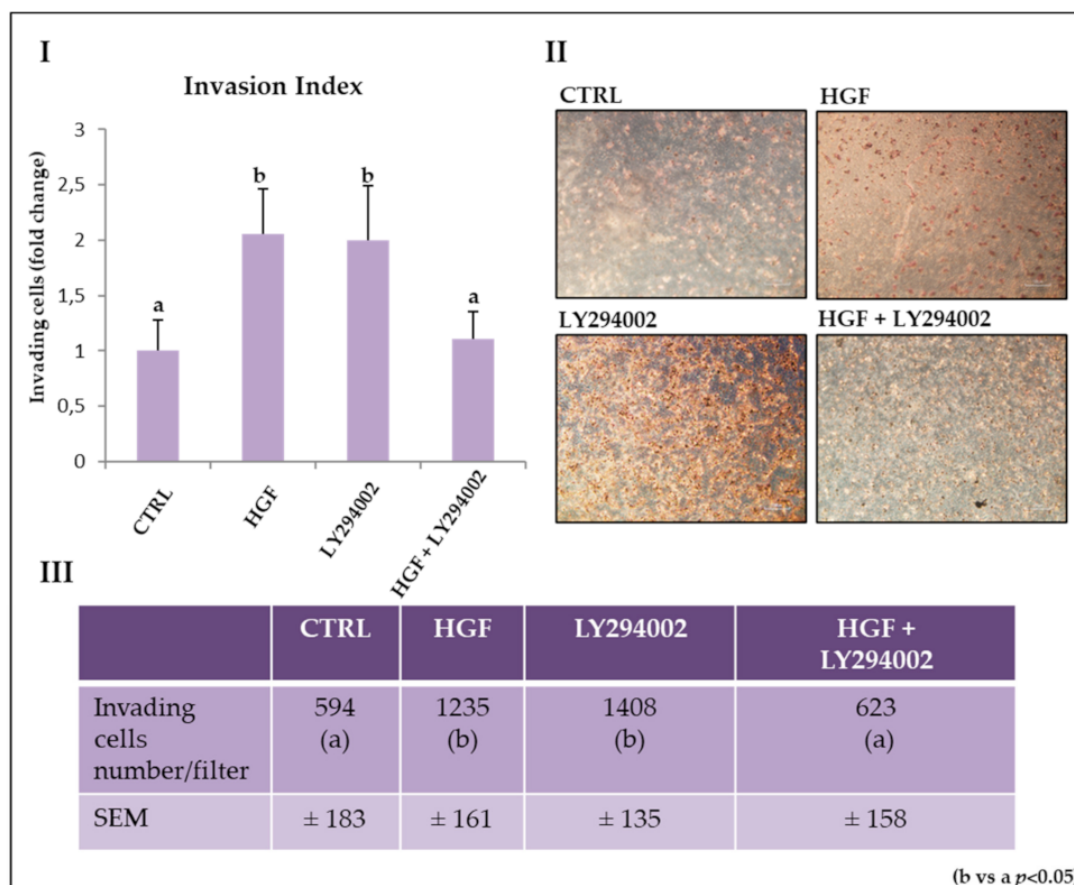 I
Invasion Index
Invading cells (fold change)
3
2,5
2
1,5
1
0,5
0
a
b
b
a
CTRL
HGF
LY294002
HGF + LY294002
II
CTRL
HGF
LY294002
HGF + LY294002
III
CTRL HGF LY294002 HGF +
LY294002
Invading 594 1235 1408 623
cells (a) (b) (b) (a)
number/filter
SEM ± 183 ± 161 ± 135 ± 158
(b vs a p<0.05)